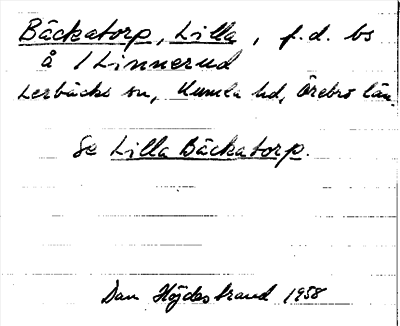 Bäckatorp, Lilla, f.d. bs
å 1 Linnerud
Lerbäcks sn, Kumla hd, Örebro län.
Se Lilla Bäckatorp.
Dan Höjdestrand 1958